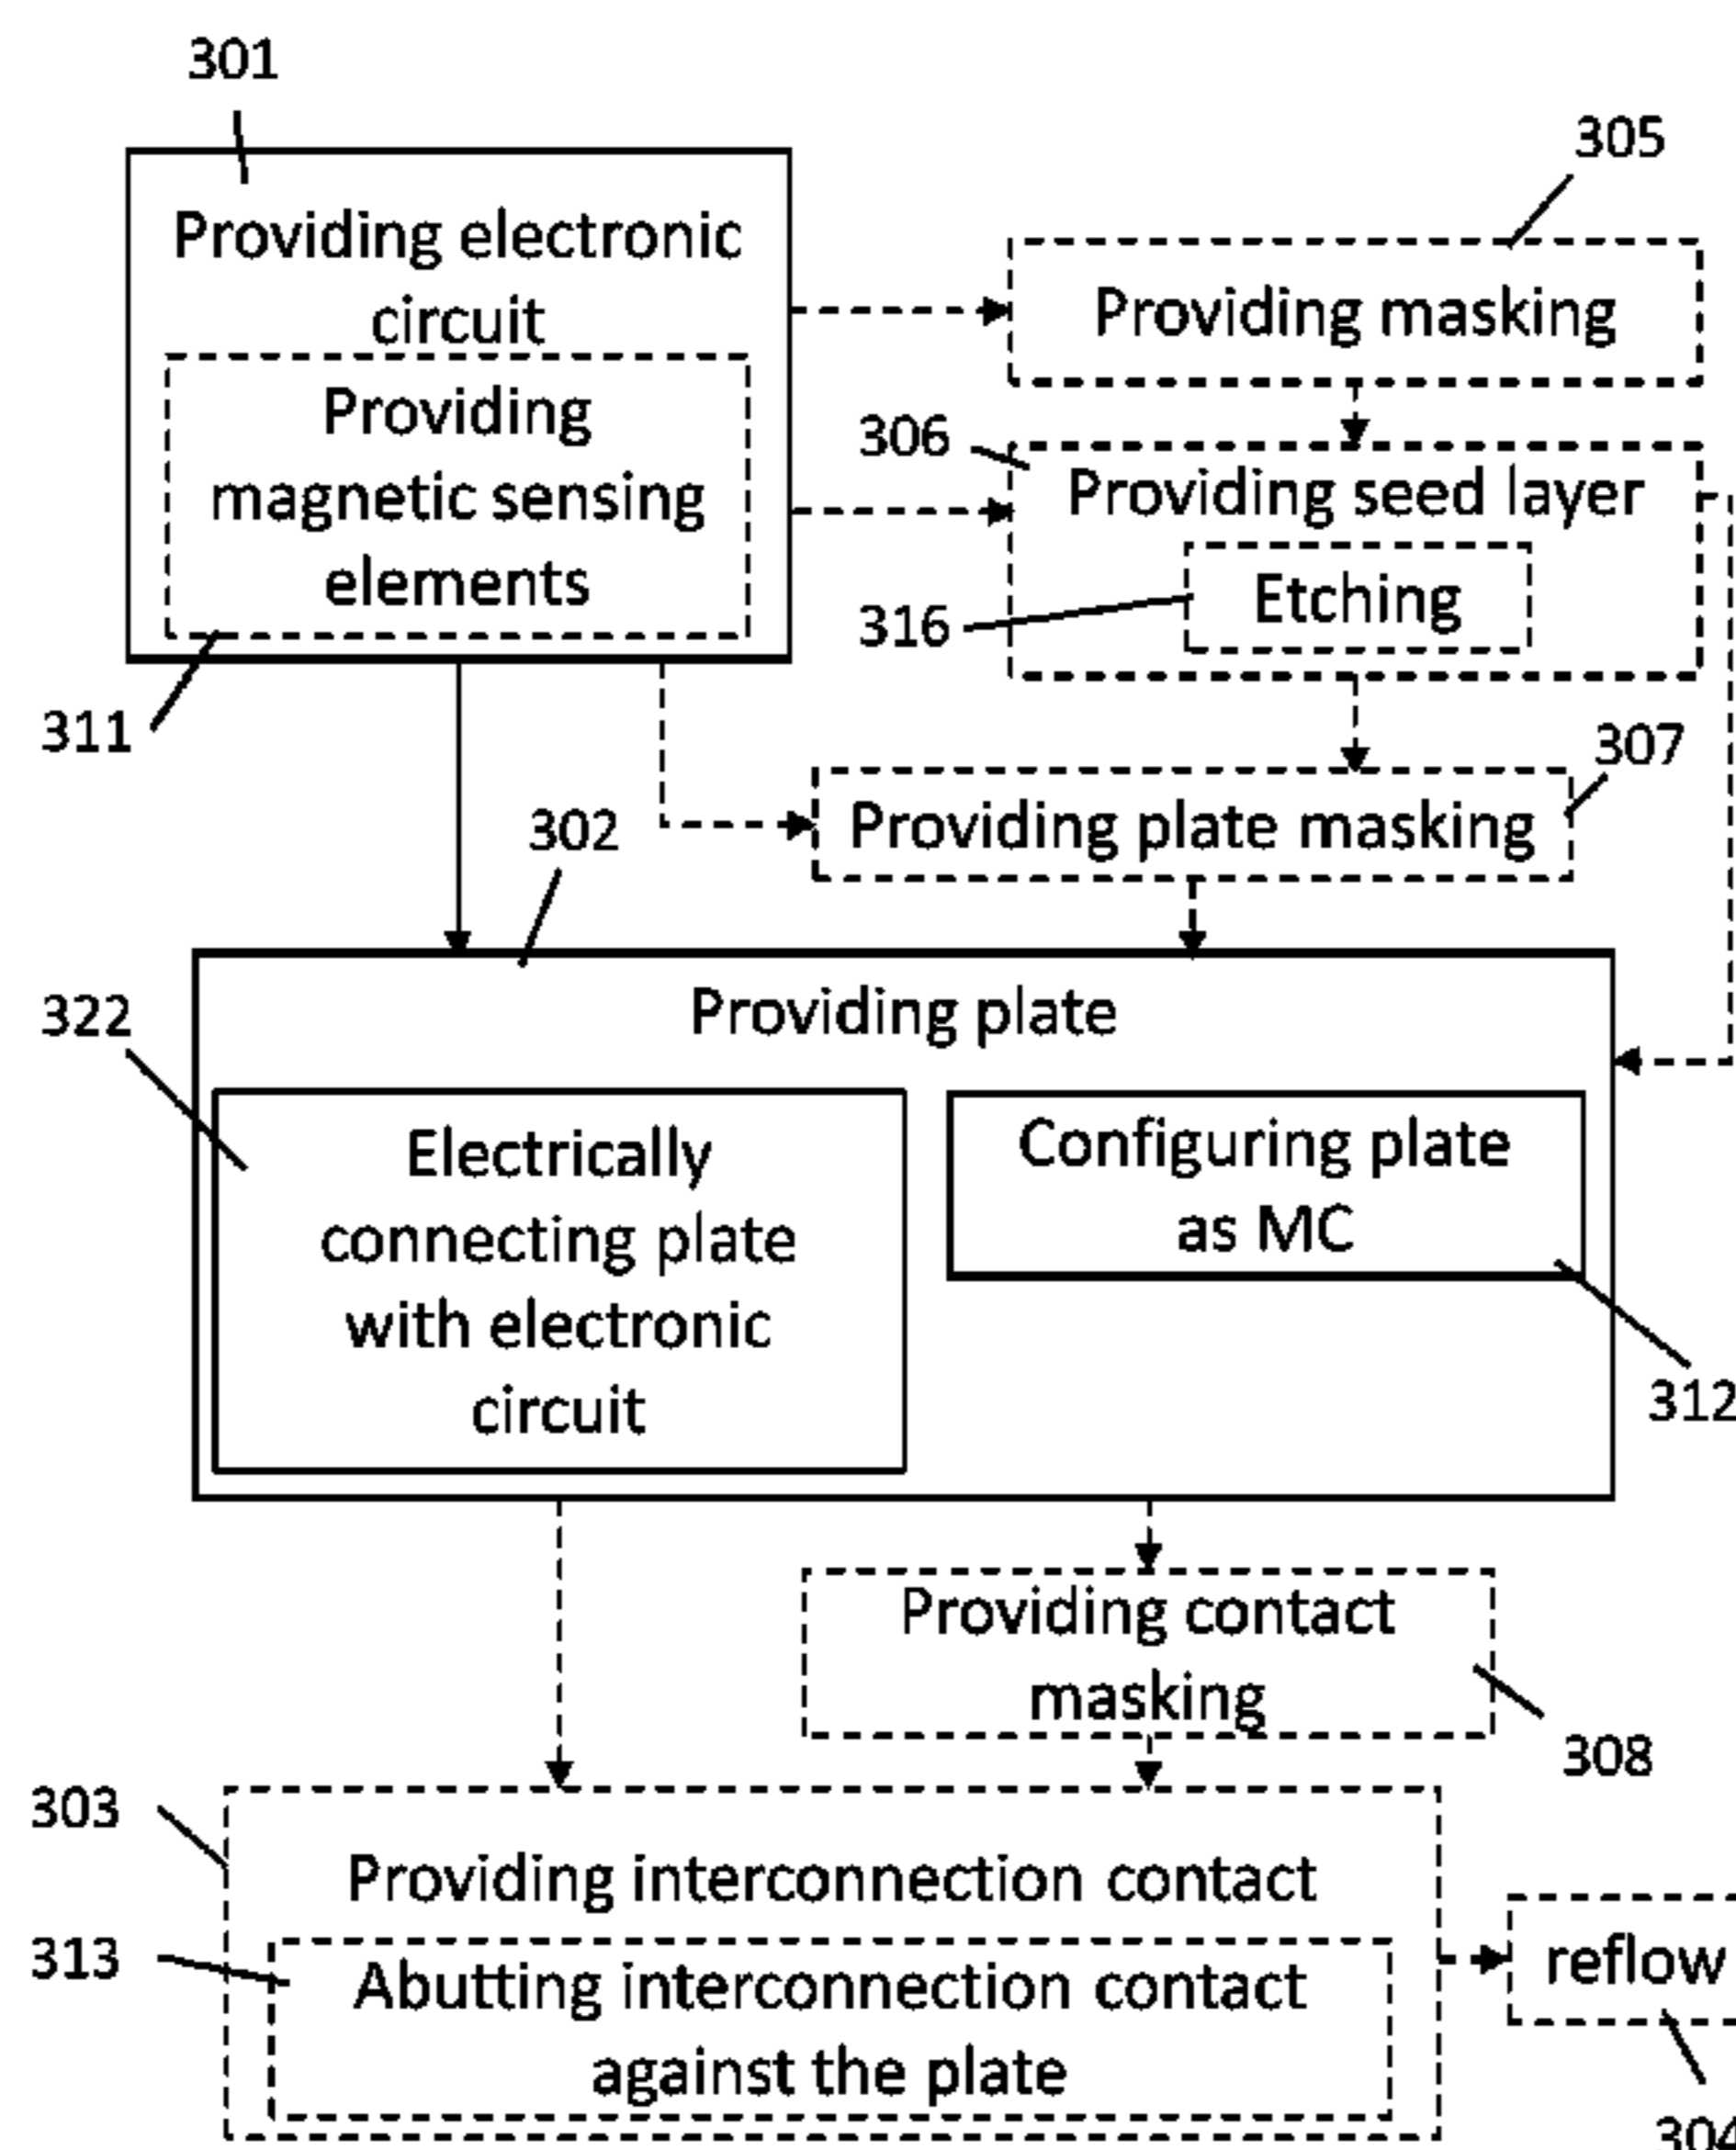 301
305
Providing electronic
circuit
Providing masking
Providing
magnetic sensing
elements
306
Providing seed layer
316
Etching
311
307
302
Providing plate masking
322
Providing plate
Electrically
connecting plate
with electronic
circuit
Configuring plate
as MC
312
Providing contact
masking
308
303
Providing interconnection contact
313
Abutting interconnection contact
against the plate
reflow
304